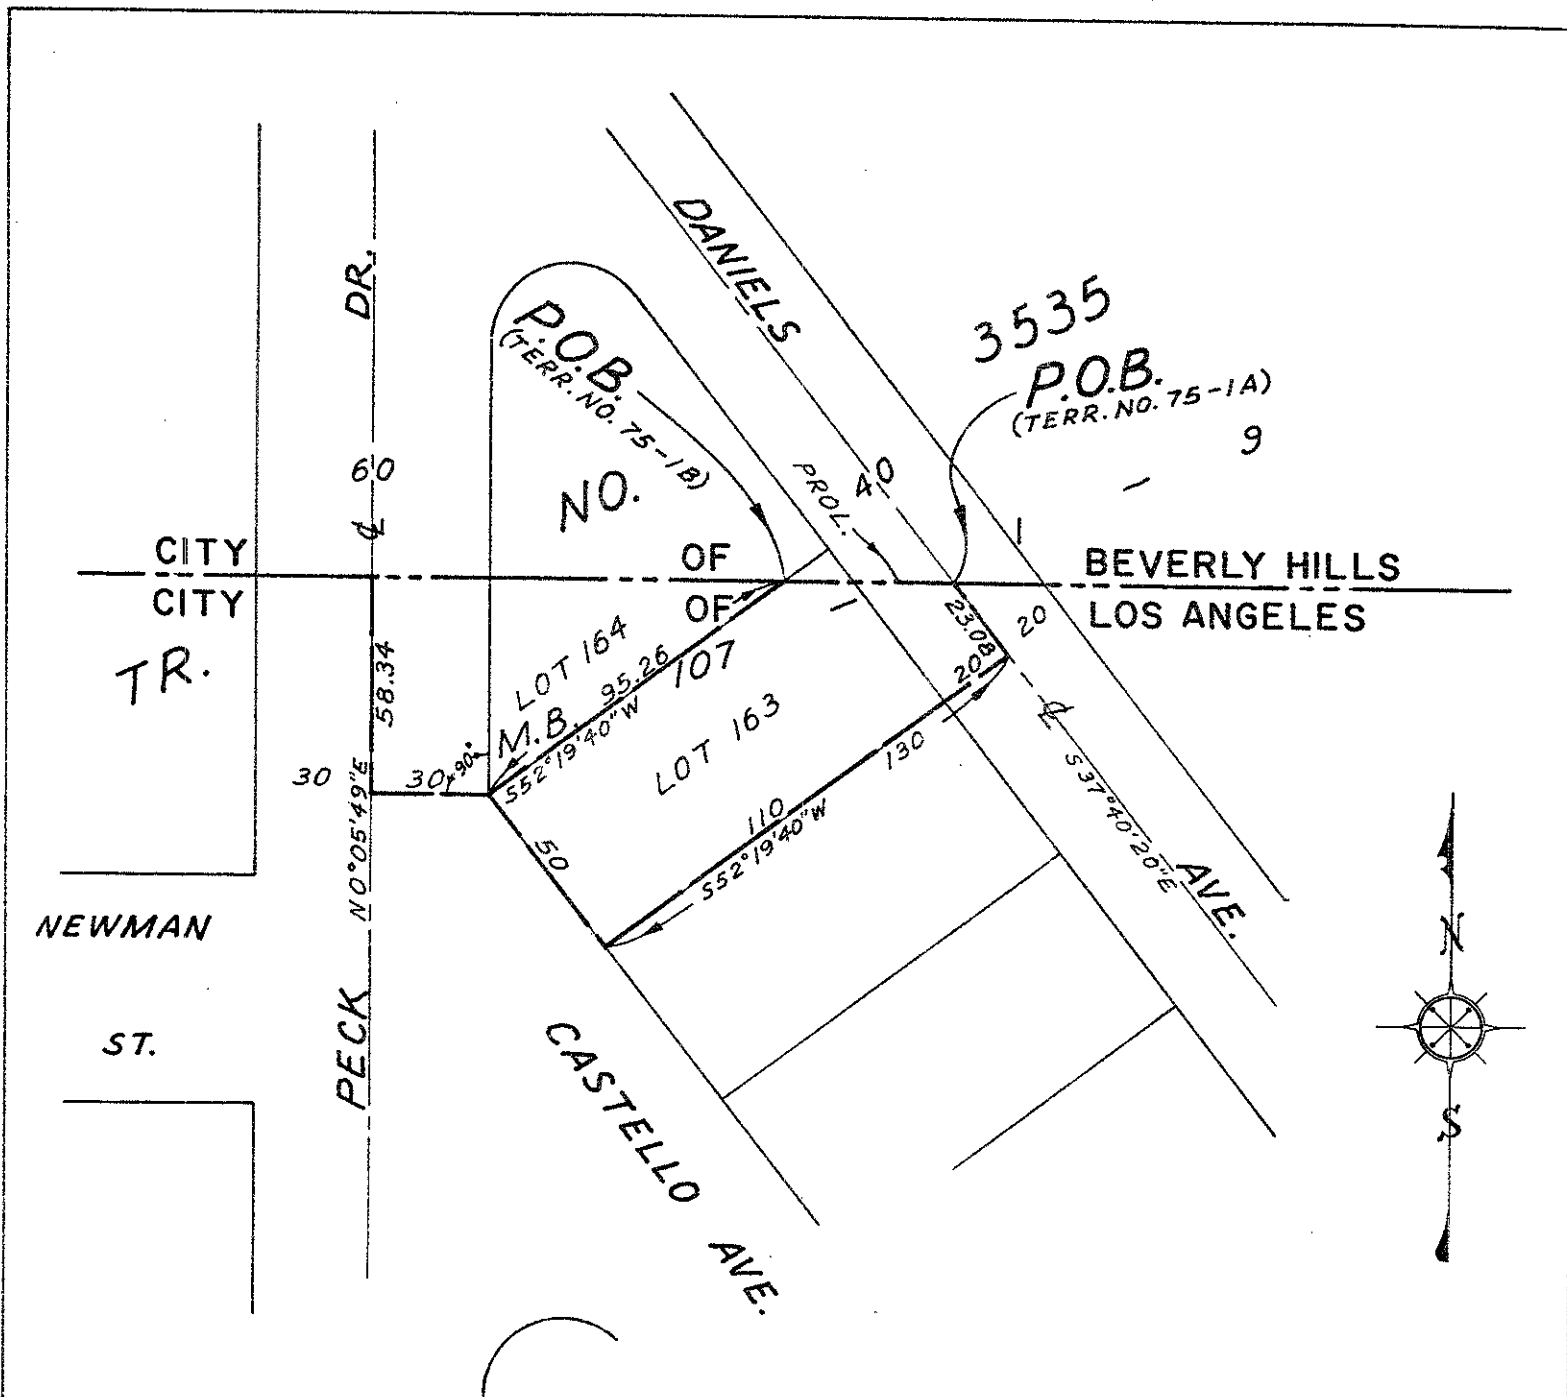 DANIELS
DR.
3535
P.O.B.
(TERR. NO. 75-1B)
P.O.B.
(TERR. NO. 75-1A)
9
—
60
℄
NO.
PROL.
40
1
CITY
OF
BEVERLY HILLS
CITY
OF
LOS ANGELES
TR.
LOT 164
107
1
23.08
20
20
58.34
95.26
M.B.
S52°19'40"W
LOT 163
℄
30
30
90°
130
N0°05'49"E
50
110
S52°19'40"W
S37°40'20"E
AVE.
NEWMAN
ST.
PECK
CASTELLO
AVE.
N
S